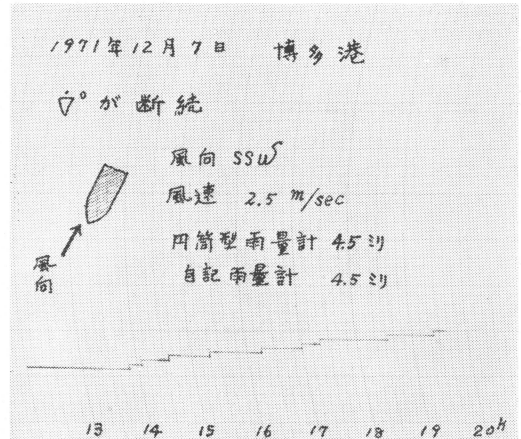 1971年12月7日 博多港
が断続
風向 SSW
風速 2.5 m/sec
円筒型雨量計 4.5ミリ
自記雨量計 4.5ミリ
風向
13 14 15 16 17 18 19 20h